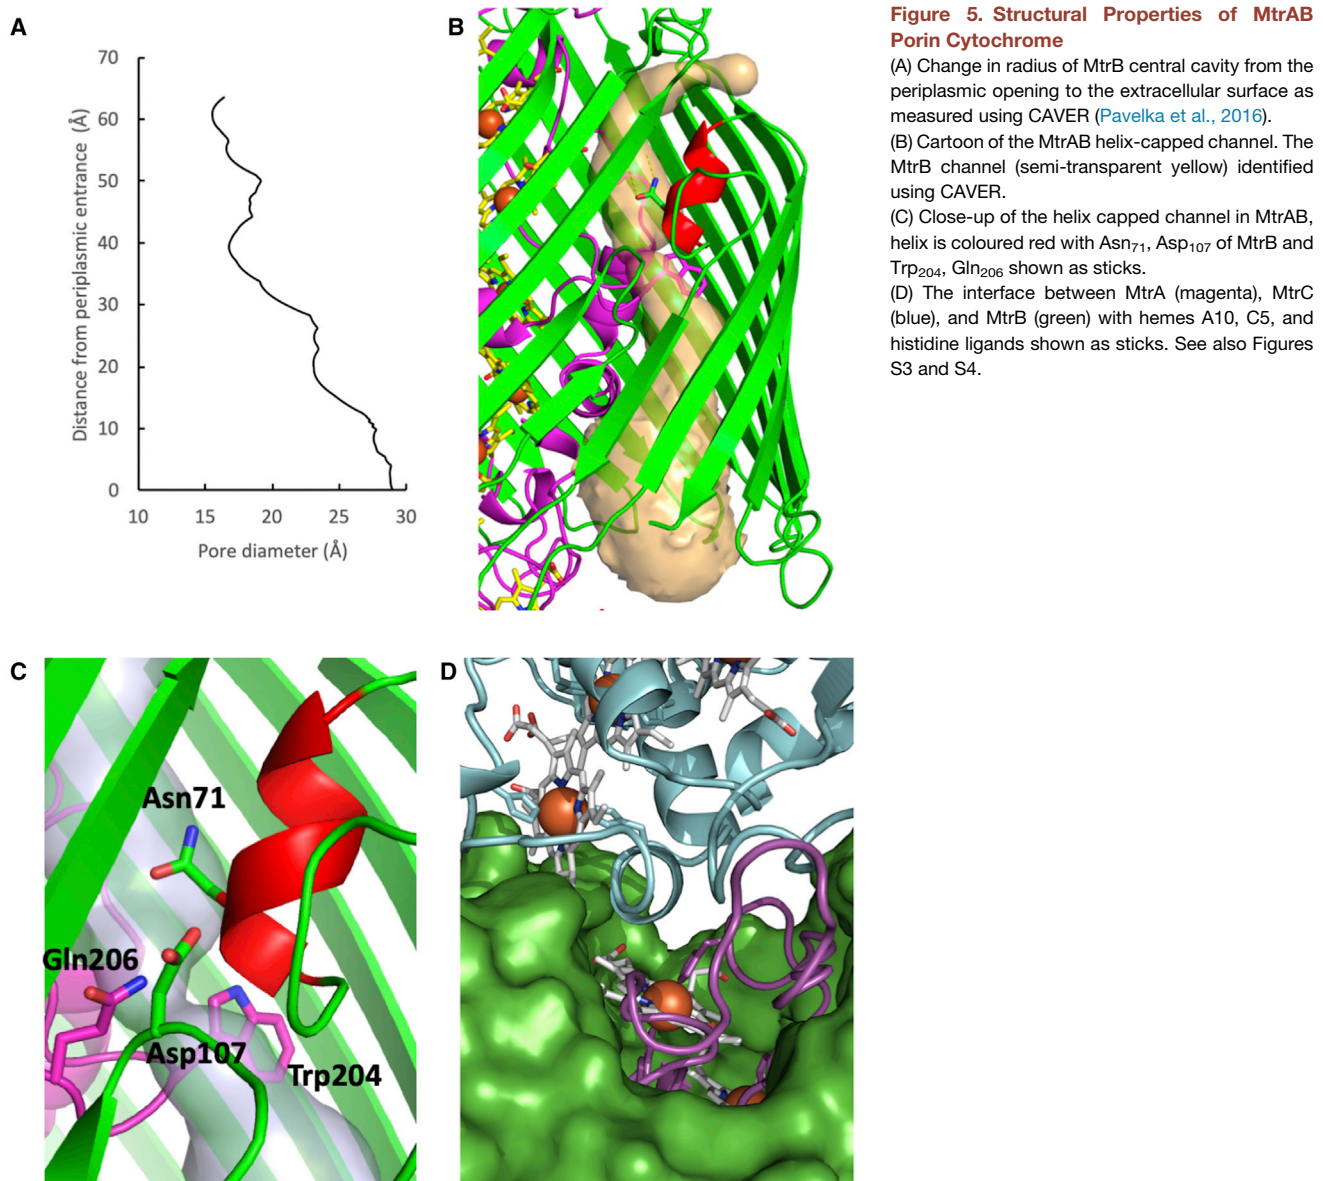 A
70
60
50
40
30
20
10
0
Distance from periplasmic entrance (Å)
10 15 20 25 30
Pore diameter (Å)
B
Figure 5. Structural Properties of MtrAB
Porin Cytochrome
(A) Change in radius of MtrB central cavity from the
periplasmic opening to the extracellular surface as
measured using CAVER (Pavelka et al., 2016).
(B) Cartoon of the MtrAB helix-capped channel. The
MtrB channel (semi-transparent yellow) identified
using CAVER.
(C) Close-up of the helix capped channel in MtrAB,
helix is coloured red with Asn71, Asp107 of MtrB and
Trp204, Gln206 shown as sticks.
(D) The interface between MtrA (magenta), MtrC
(blue), and MtrB (green) with hemes A10, C5, and
histidine ligands shown as sticks. See also Figures
S3 and S4.
C
Asn71
Gln206
Asp107
Trp204
D